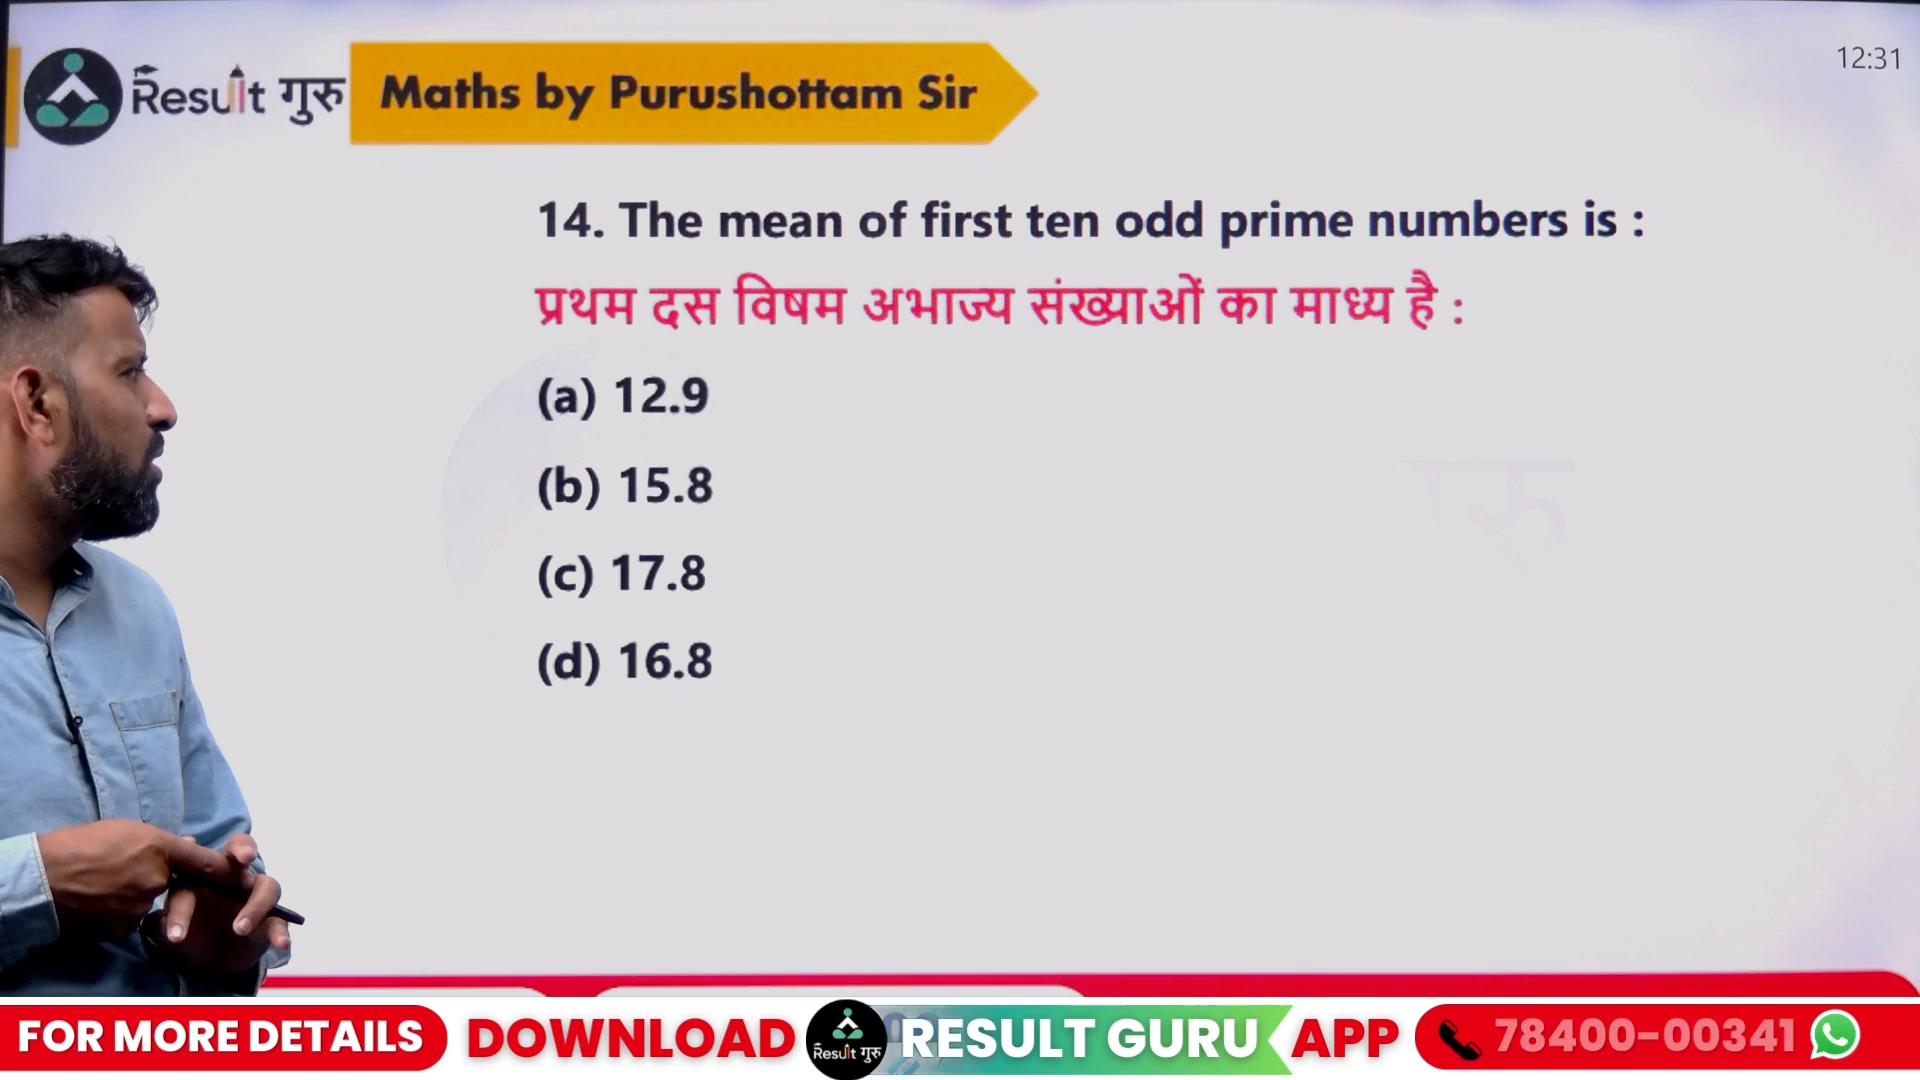 Result गुरु
Maths by Purushottam Sir
12:31
14. The mean of first ten odd prime numbers is :
प्रथम दस विषम अभाज्य संख्याओं का माध्य है :
(a) 12.9
(b) 15.8
गुरु
(c) 17.8
(d) 16.8
FOR MORE DETAILS DOWNLOAD Result गुरु RESULT GURU APP 78400-00341